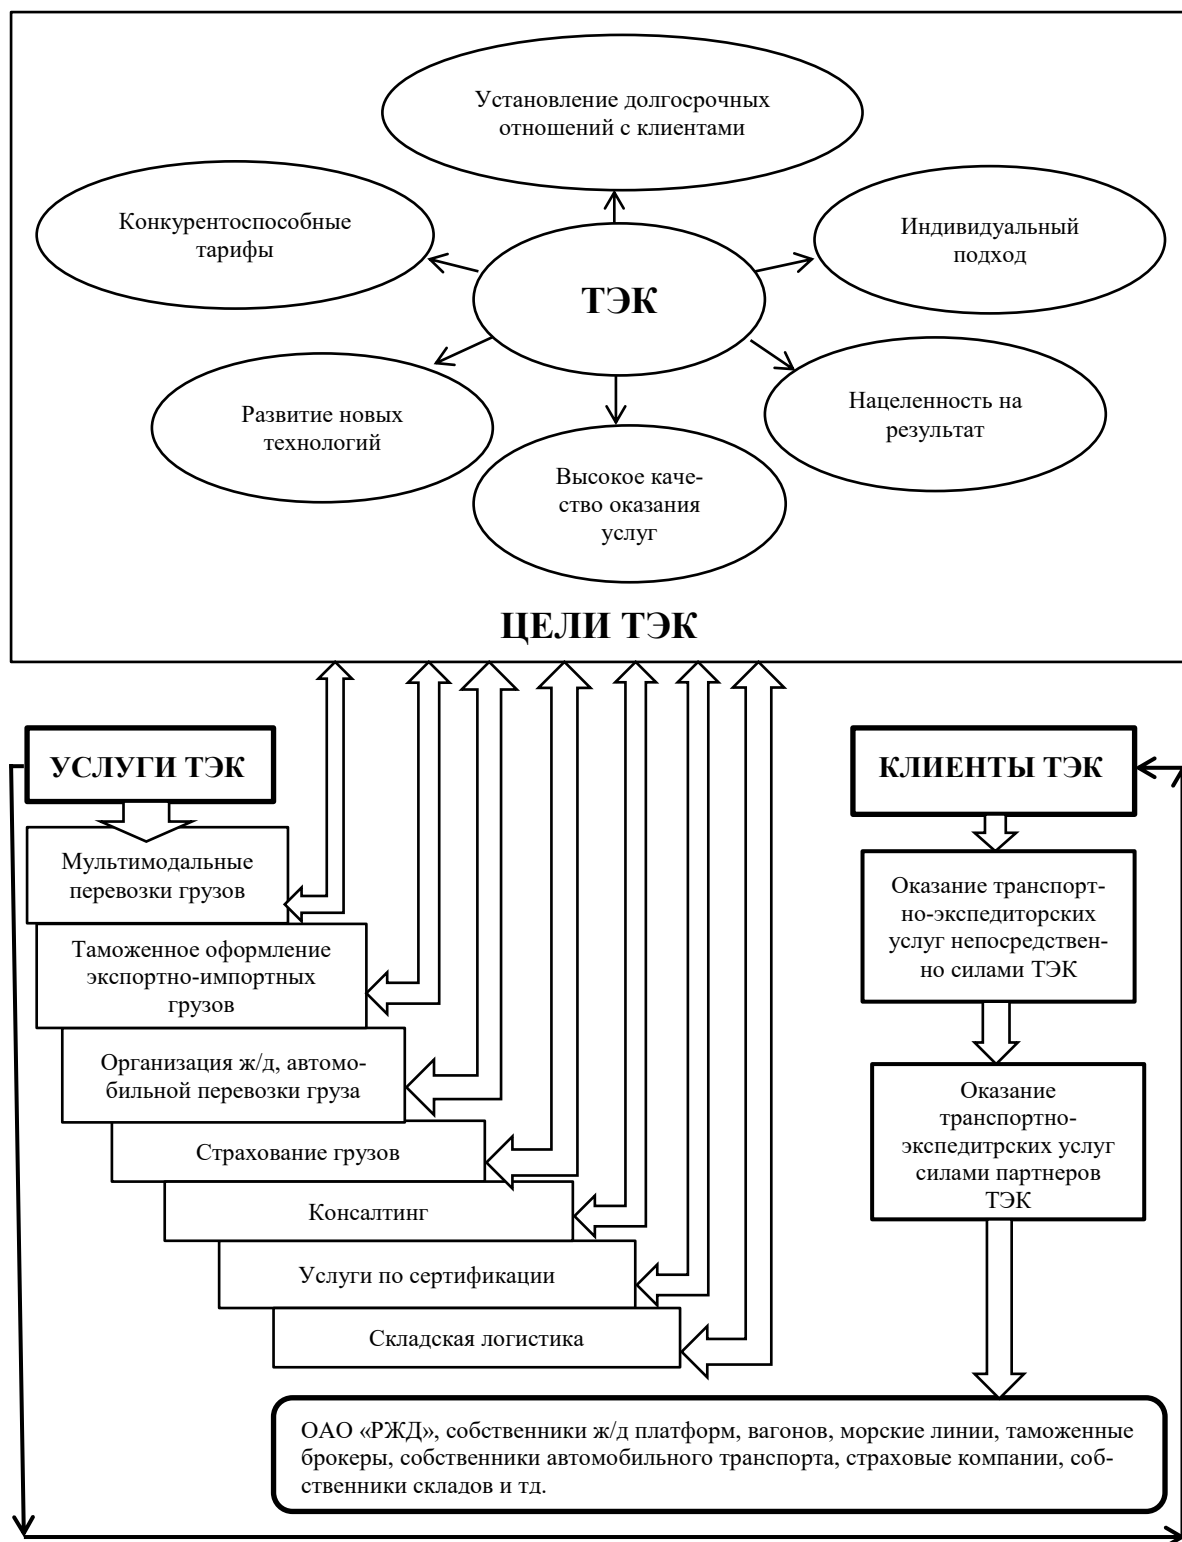 Установление долгосрочных
отношений с клиентами
Конкурентоспособные
тарифы
Индивидуальный
подход
ТЭК
Развитие новых
технологий
Нацеленность на
результат
Высокое каче-
ство оказания
услуг
ЦЕЛИ ТЭК
УСЛУГИ ТЭК
Мультимодальные
перевозки грузов
Таможенное оформление
экспортно-импортных
грузов
Организация ж/д, автомо-
бильной перевозки груза
Страхование грузов
Консалтинг
Услуги по сертификации
Складская логистика
КЛИЕНТЫ ТЭК
Оказание транспорт-
но-экспедиторских
услуг непосредствен-
но силами ТЭК
Оказание
транспортно-
экспедитрских услуг
силами партнеров
ТЭК
ОАО «РЖД», собственники ж/д платформ, вагонов, морские линии, таможенные
брокеры, собственники автомобильного транспорта, страховые компании, соб-
ственники складов и тд.